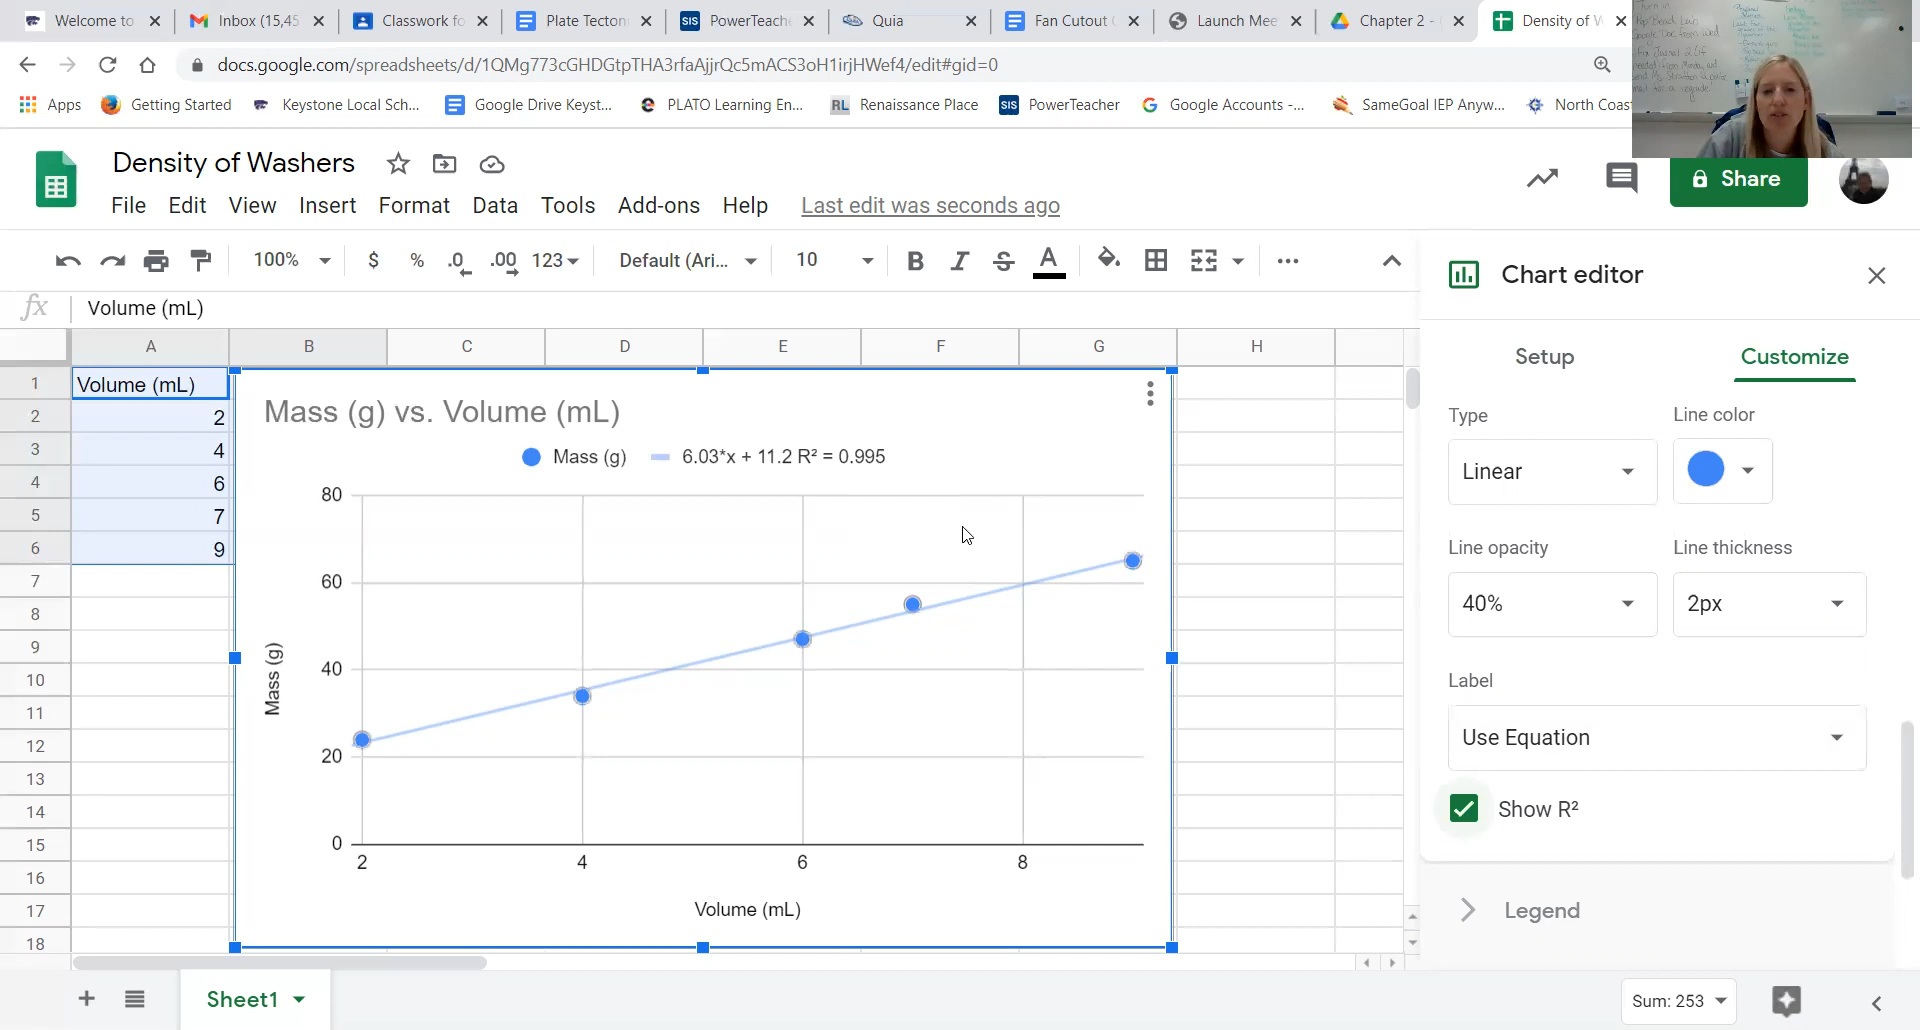 Welcome to
Inbox (15,45
Classwork fo
Plate Tecton
SIS PowerTeache
Quia
Fan Cutout
Launch Mee
Chapter 2 -
Density of W
docs.google.com/spreadsheets/d/1QMg773cGHDGtpTHA3rfaAjjrQc5mACS3oH1irjHWef4/edit#gid=0
Apps
Getting Started
Keystone Local Sch...
Google Drive Keyst...
PLATO Learning En...
RL Renaissance Place
SIS PowerTeacher
Google Accounts -...
SameGoal IEP Anyw...
North Coas
Density of Washers
Share
File Edit View Insert Format Data Tools Add-ons Help Last edit was seconds ago
100% $ % .0 .00 123 Default (Ari... 10 B I S A
Chart editor
fx Volume (mL)
Setup Customize
A B C D E F G H
1 Volume (mL)
2 2
3 4
4 6
5 7
6 9
7
8
9
10
11
12
13
14
15
16
17
18
Mass (g) vs. Volume (mL)
Mass (g) 6.03*x + 11.2 R² = 0.995
80
60
40
20
0
2 4 6 8
Mass (g)
Volume (mL)
Type
Line color
Linear
Line opacity
Line thickness
40%
2px
Label
Use Equation
Show R²
Legend
Sheet1
Sum: 253